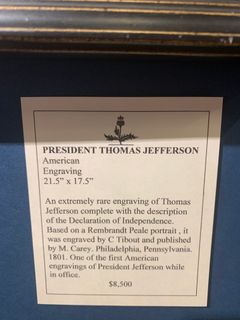 PRESIDENT THOMAS JEFFERSON
American
Engraving
21.5" x 17.5"
An extremely rare engraving of Thomas
Jefferson complete with the description
of the Declaration of Independence.
Based on a Rembrandt Peale portrait , it
was engraved by C Tibout and published
by M. Carey. Philadelphia, Pennsylvania.
1801. One of the first American
engravings of President Jefferson while
in office.
$8,500